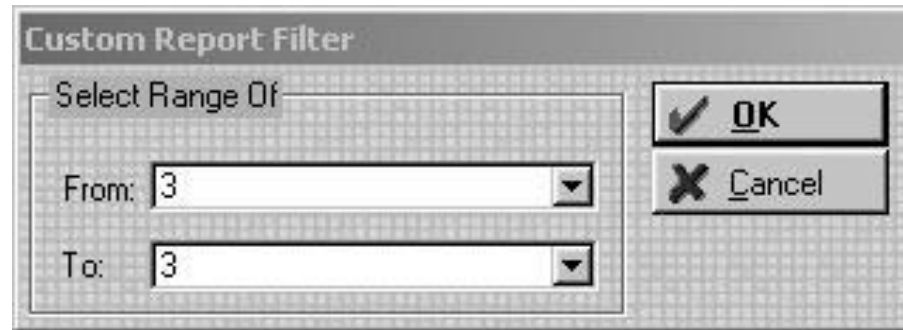 Custom Report Filter
Select Range Of
From: 3
To: 3
OK
Cancel